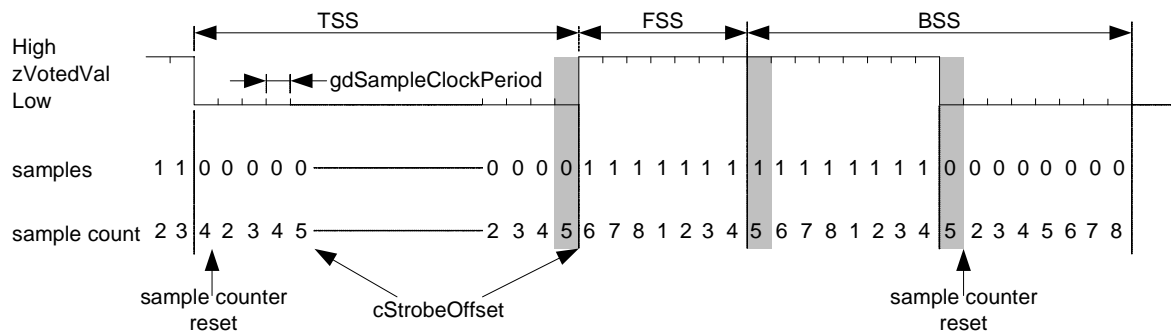 TSS FSS BSS
High
zVotedVal
Low
gdSampleClockPeriod
samples 1 1 0 0 0 0 0 0 0 0 0 1 1 1 1 1 1 1 1 1 1 1 1 1 1 1 0 0 0 0 0 0 0 0
sample count 2 3 4 2 3 4 5 2 3 4 5 6 7 8 1 2 3 4 5 6 7 8 1 2 3 4 5 2 3 4 5 6 7 8
sample counter
reset
cStrobeOffset
sample counter
reset